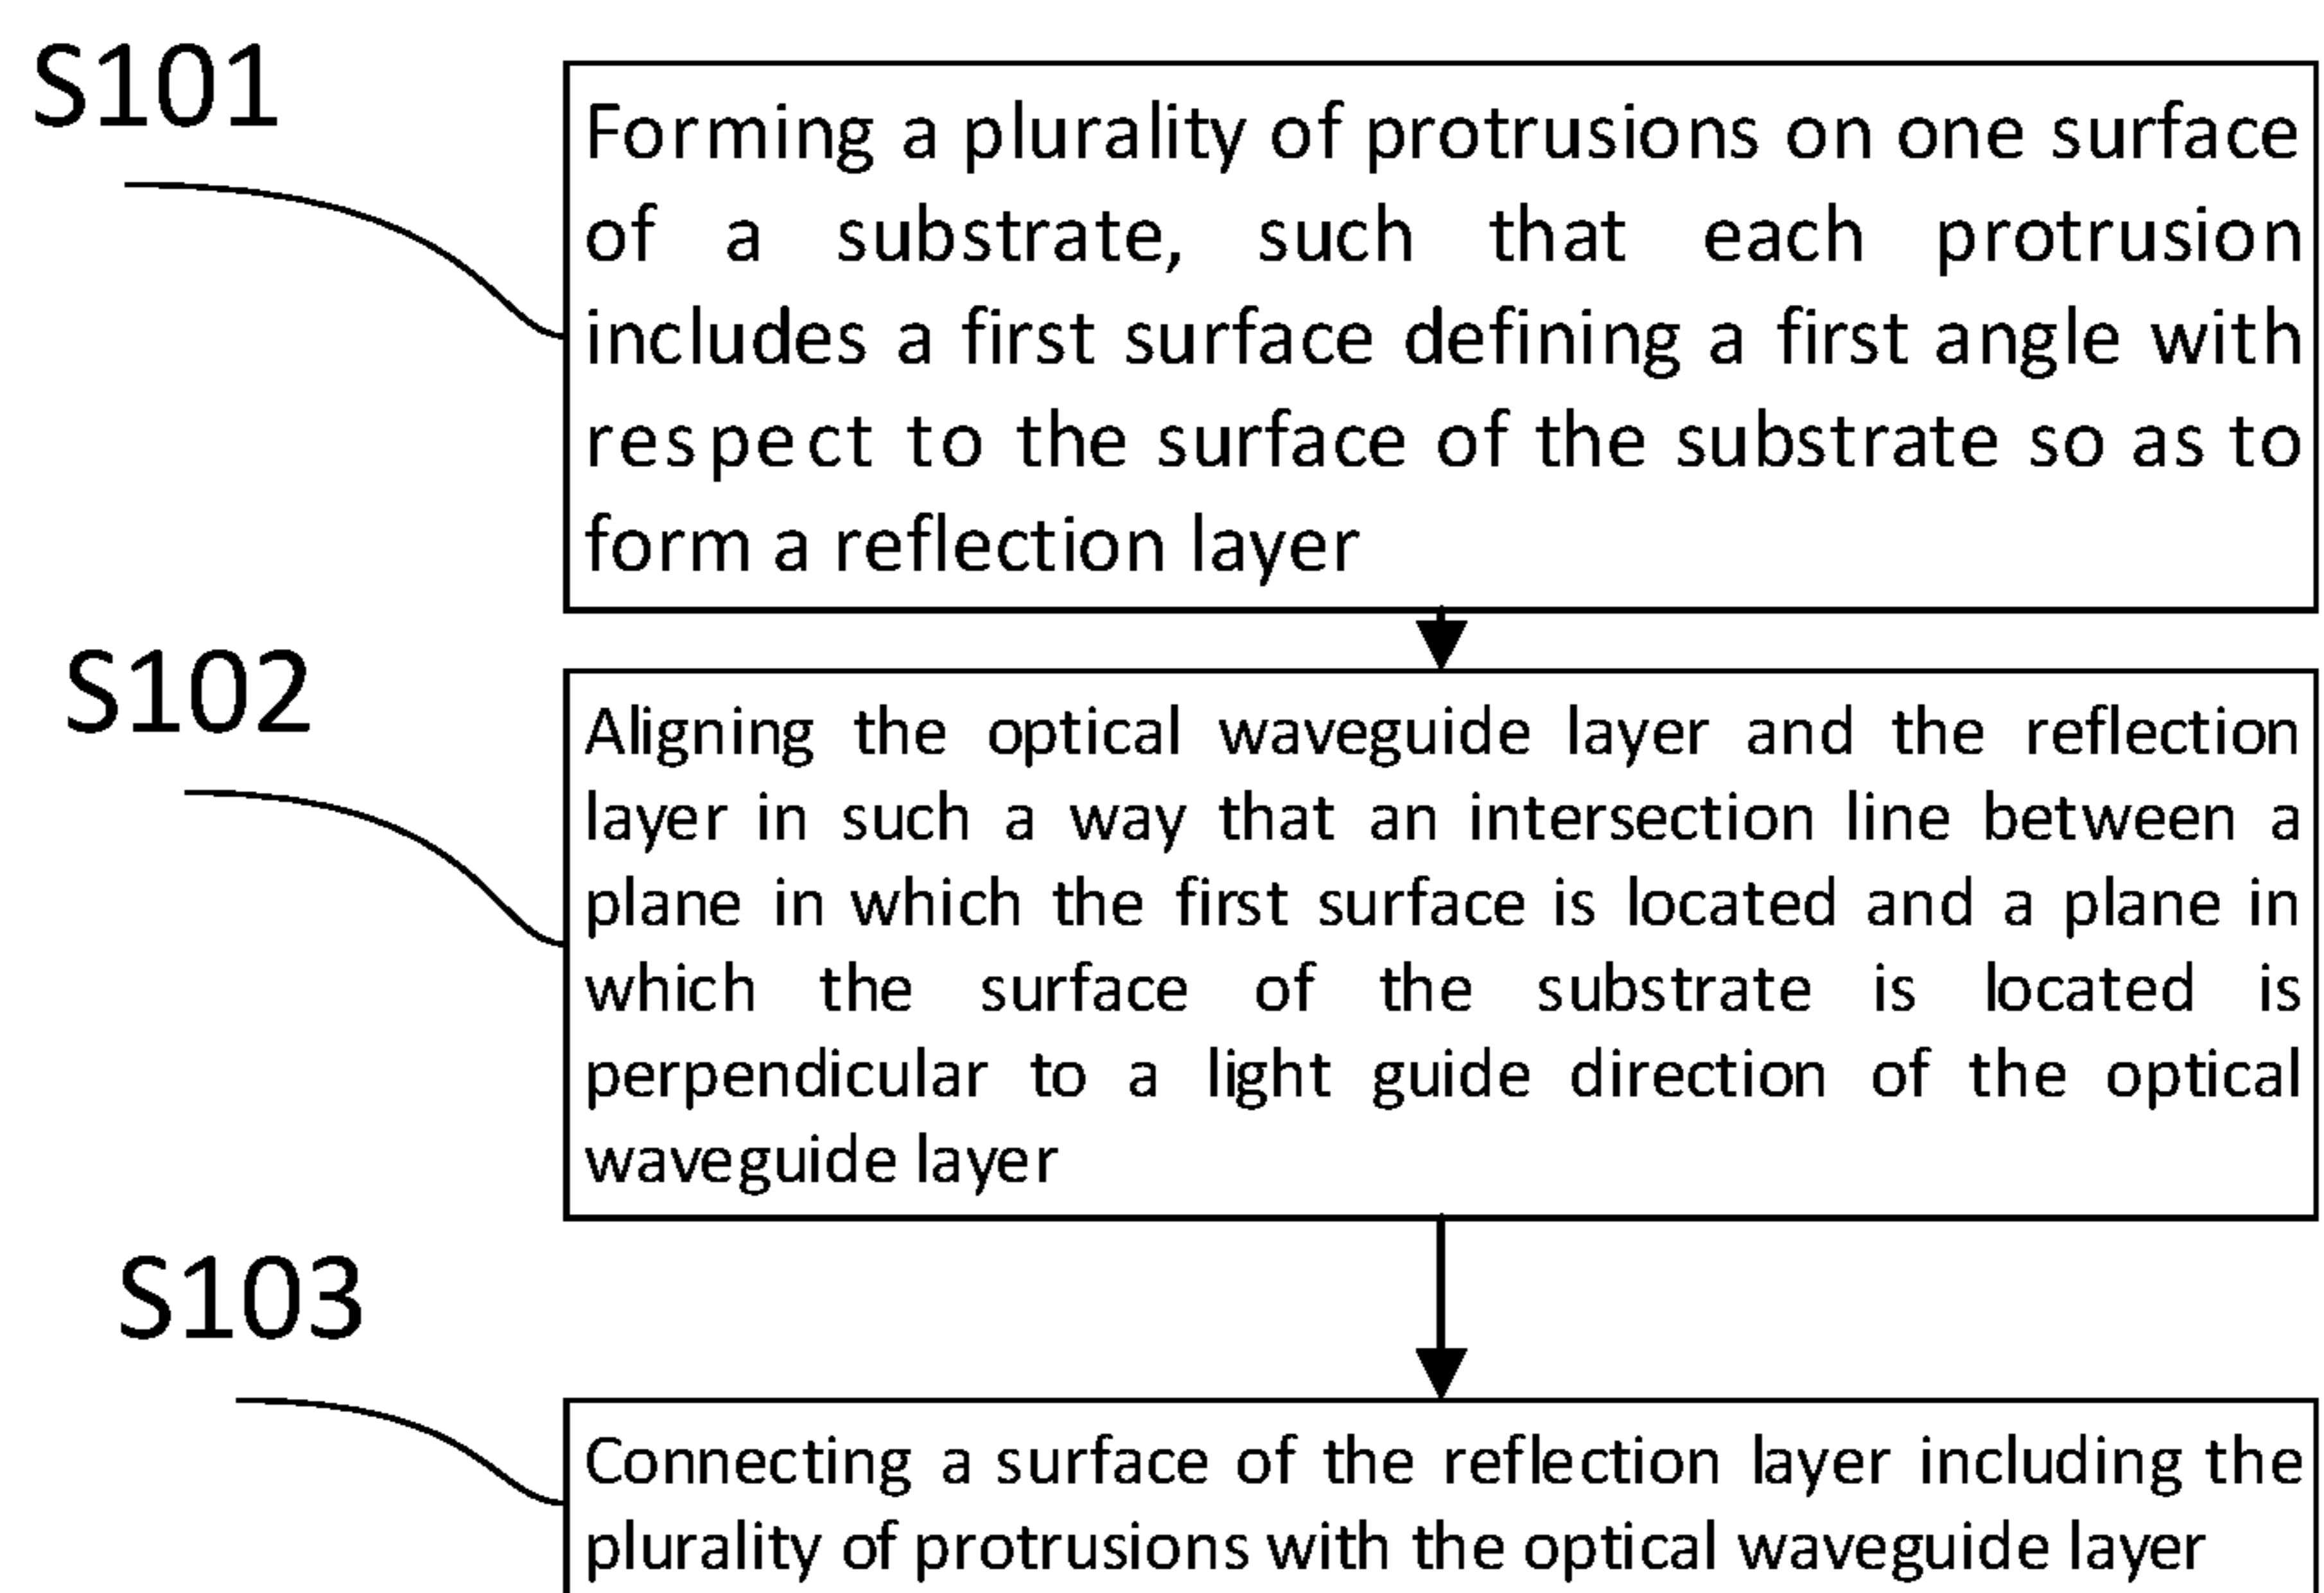 S101
Forming a plurality of protrusions on one surface
of a substrate, such that each protrusion
includes a first surface defining a first angle with
respect to the surface of the substrate so as to
form a reflection layer
S102
Aligning the optical waveguide layer and the reflection
layer in such a way that an intersection line between a
plane in which the first surface is located and a plane in
which the surface of the substrate is located is
perpendicular to a light guide direction of the optical
waveguide layer
S103
Connecting a surface of the reflection layer including the
plurality of protrusions with the optical waveguide layer